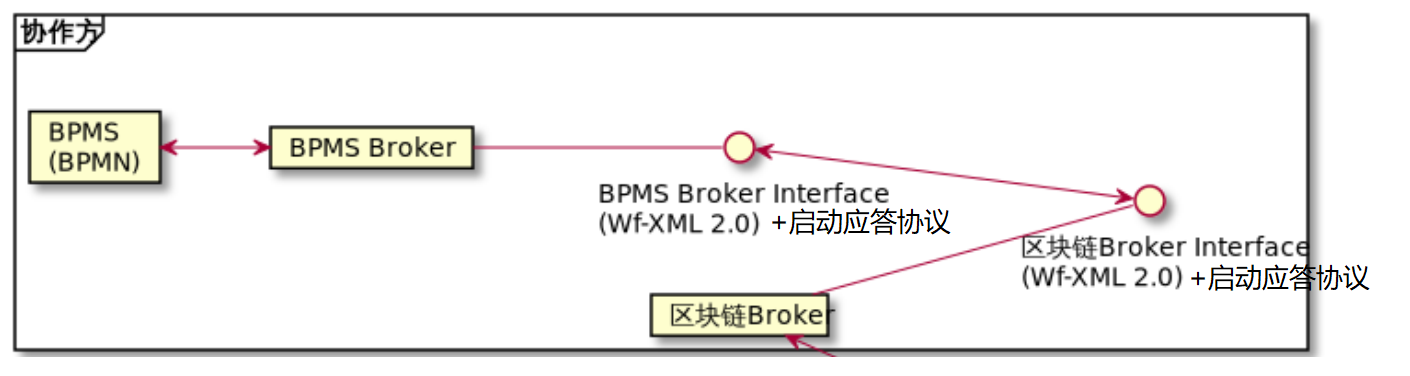 协作方
BPMS
(BPMN)
BPMS Broker
BPMS Broker Interface
(Wf-XML 2.0) +启动应答协议
区块链Broker Interface
(Wf-XML 2.0) +启动应答协议
区块链Broker